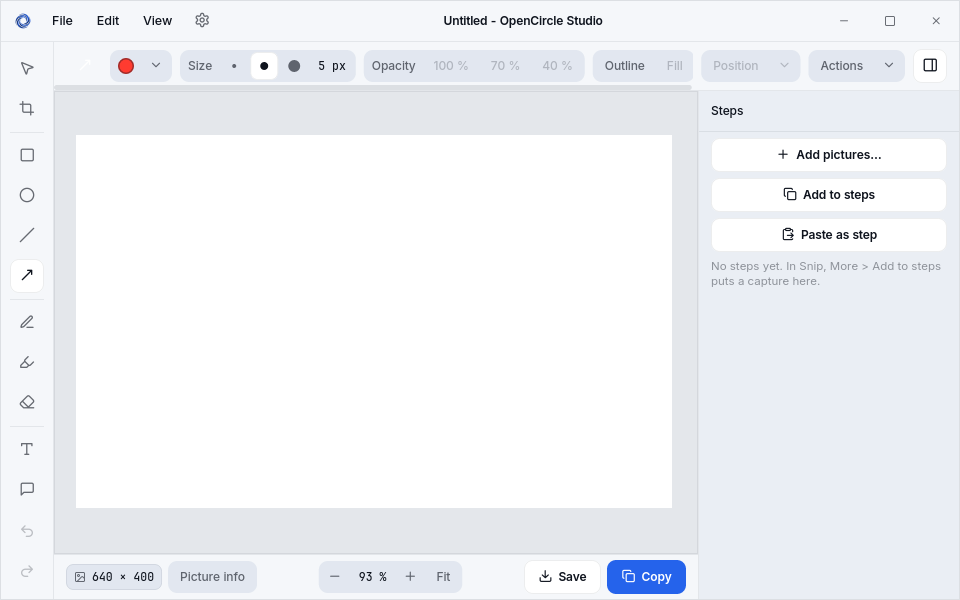 File Edit View Untitled - OpenCircle Studio
Size 5 px Opacity 100 % 70 % 40 % Outline Fill Position Actions
Steps
Add pictures...
Add to steps
Paste as step
No steps yet. In Snip, More > Add to steps
puts a capture here.
640 × 400 Picture info 93 % Fit Save Copy